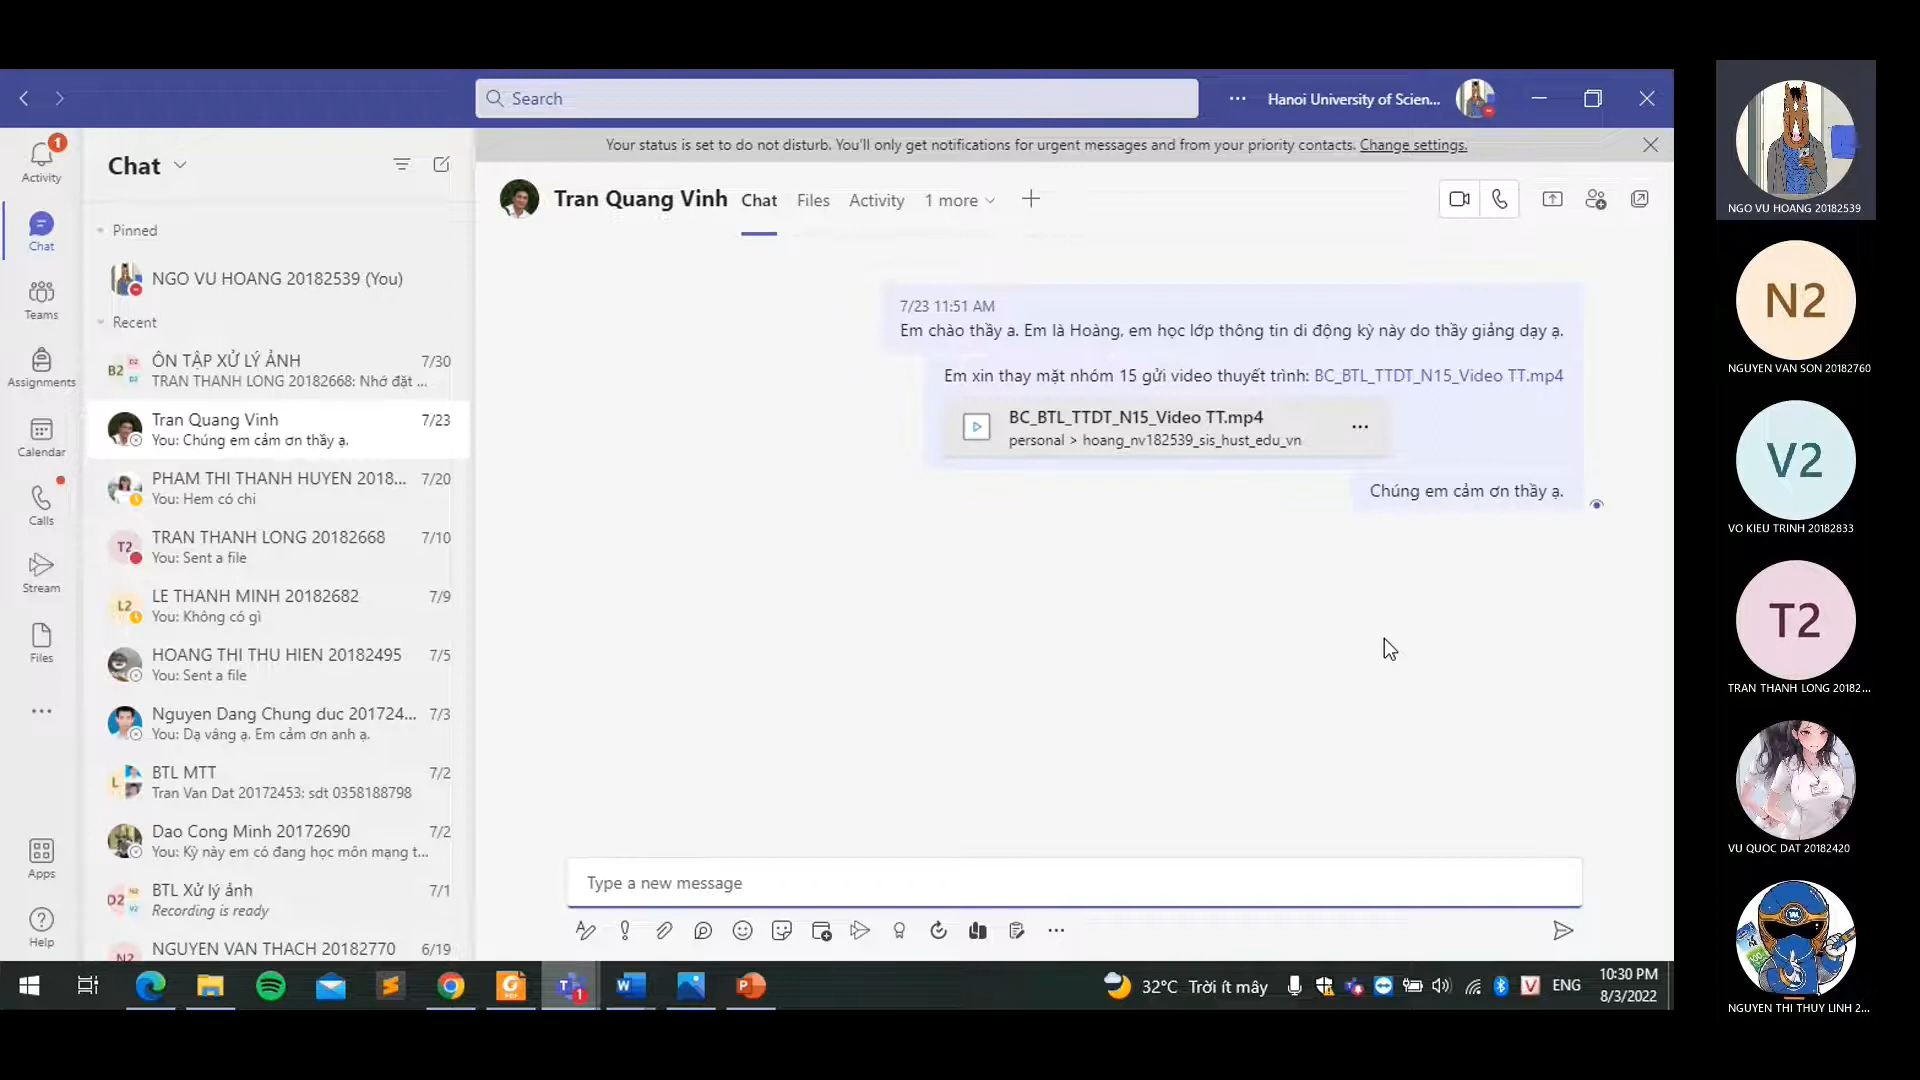 Search
Hanoi University of Scien...
Your status is set to do not disturb. You'll only get notifications for urgent messages and from your priority contacts. Change settings.
1
Activity
Chat
Teams
Assignments
Calendar
Calls
Stream
Files
Apps
Help
Chat
Pinned
NGO VU HOANG 20182539 (You)
Recent
B2 D2 D2
ÔN TẬP XỬ LÝ ẢNH 7/30
TRAN THANH LONG 20182668: Nhớ đặt ...
Tran Quang Vinh 7/23
You: Chúng em cảm ơn thầy ạ.
PHAM THI THANH HUYEN 2018... 7/20
You: Hem có chi
T2
TRAN THANH LONG 20182668 7/10
You: Sent a file
L2
LE THANH MINH 20182682 7/9
You: Không có gì
HOANG THI THU HIEN 20182495 7/5
You: Sent a file
Nguyen Dang Chung duc 201724... 7/3
You: Dạ vâng ạ. Em cảm ơn anh ạ.
L
BTL MTT 7/2
Tran Van Dat 20172453: sdt 0358188798
Dao Cong Minh 20172690 7/2
You: Kỳ này em có đang học môn mạng t...
D2 N2 V2
BTL Xử lý ảnh 7/1
Recording is ready
N2
NGUYEN VAN THACH 20182770 6/19
Tran Quang Vinh Chat Files Activity 1 more
7/23 11:51 AM
Em chào thầy ạ. Em là Hoàng, em học lớp thông tin di động kỳ này do thầy giảng dạy ạ.
Em xin thay mặt nhóm 15 gửi video thuyết trình: BC_BTL_TTDT_N15_Video TT.mp4
BC_BTL_TTDT_N15_Video TT.mp4
personal > hoang_nv182539_sis_hust_edu_vn
Chúng em cảm ơn thầy ạ.
Type a new message
32°C Trời ít mây
ENG
10:30 PM
8/3/2022
NGO VU HOANG 20182539
N2
NGUYEN VAN SON 20182760
V2
VO KIEU TRINH 20182833
T2
TRAN THANH LONG 20182...
VU QUOC DAT 20182420
NGUYEN THI THUY LINH 2...